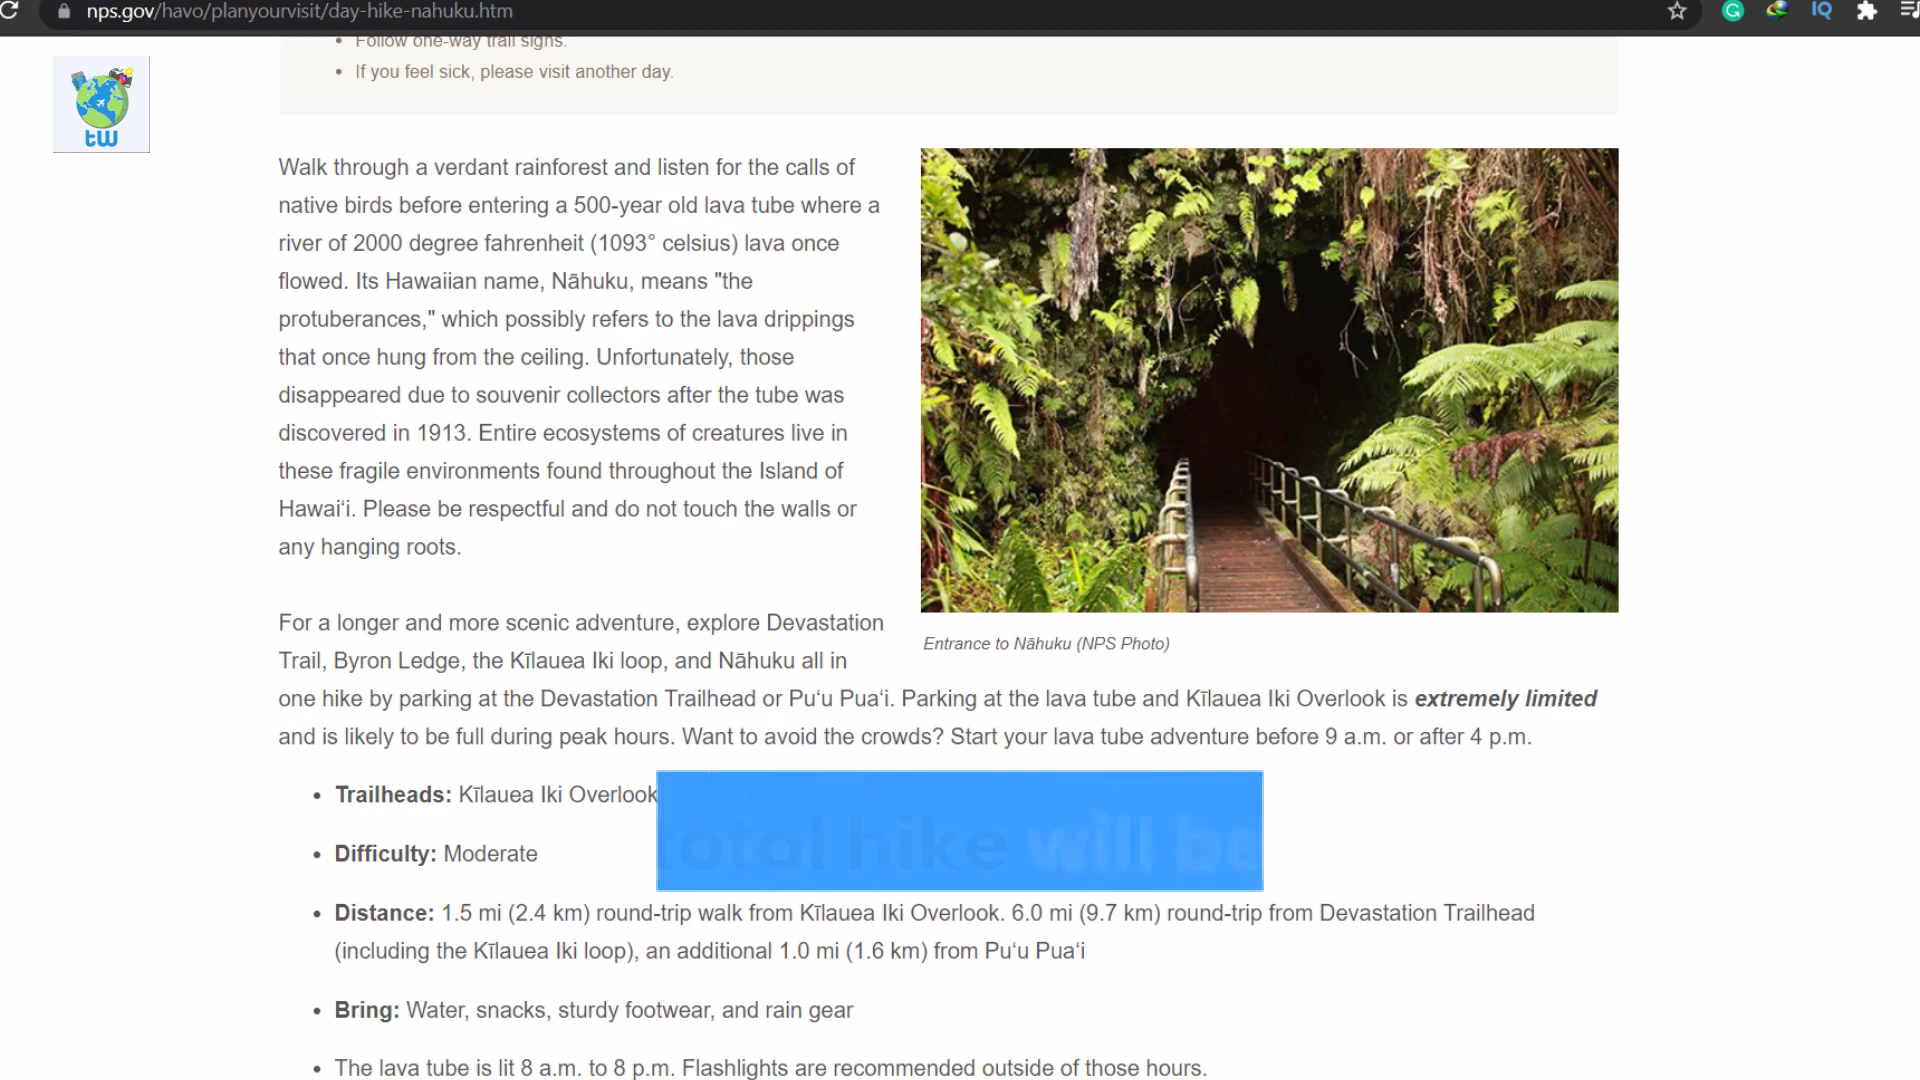 nps.gov/havo/planyourvisit/day-hike-nahuku.htm
G
IQ
• Follow one-way trail signs.
• If you feel sick, please visit another day.
tw
Walk through a verdant rainforest and listen for the calls of
native birds before entering a 500-year old lava tube where a
river of 2000 degree fahrenheit (1093° celsius) lava once
flowed. Its Hawaiian name, Nāhuku, means "the
protuberances," which possibly refers to the lava drippings
that once hung from the ceiling. Unfortunately, those
disappeared due to souvenir collectors after the tube was
discovered in 1913. Entire ecosystems of creatures live in
these fragile environments found throughout the Island of
Hawaiʻi. Please be respectful and do not touch the walls or
any hanging roots.
Entrance to Nāhuku (NPS Photo)
For a longer and more scenic adventure, explore Devastation
Trail, Byron Ledge, the Kīlauea Iki loop, and Nāhuku all in
one hike by parking at the Devastation Trailhead or Puʻu Puaʻi. Parking at the lava tube and Kīlauea Iki Overlook is extremely limited
and is likely to be full during peak hours. Want to avoid the crowds? Start your lava tube adventure before 9 a.m. or after 4 p.m.
• Trailheads: Kīlauea Iki Overlook
total hike will be
• Difficulty: Moderate
• Distance: 1.5 mi (2.4 km) round-trip walk from Kīlauea Iki Overlook. 6.0 mi (9.7 km) round-trip from Devastation Trailhead
(including the Kīlauea Iki loop), an additional 1.0 mi (1.6 km) from Puʻu Puaʻi
• Bring: Water, snacks, sturdy footwear, and rain gear
• The lava tube is lit 8 a.m. to 8 p.m. Flashlights are recommended outside of those hours.